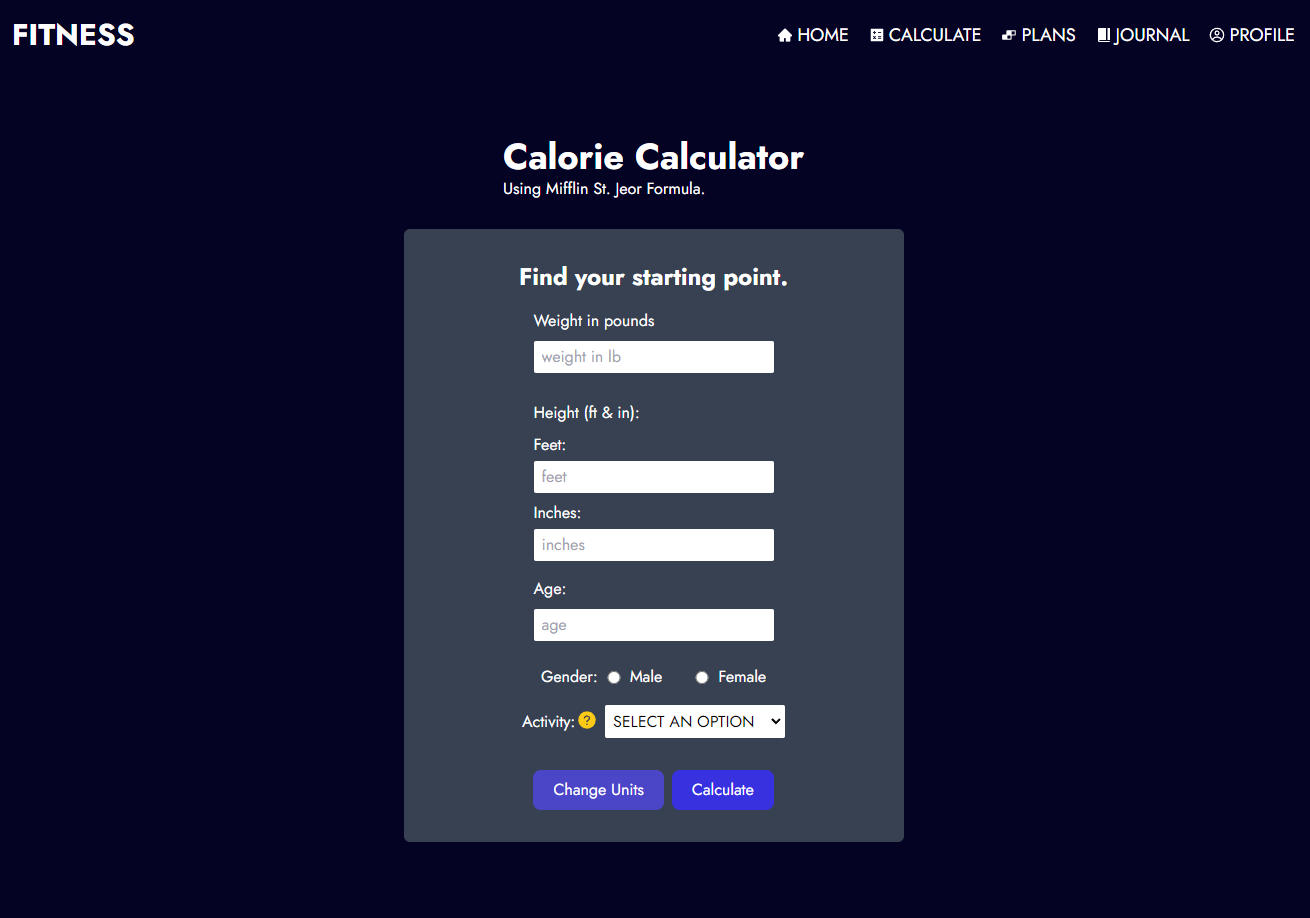 FITNESS
HOME CALCULATE PLANS JOURNAL PROFILE
Calorie Calculator
Using Mifflin St. Jeor Formula.
Find your starting point.
Weight in pounds
weight in lb
Height (ft & in):
Feet:
feet
Inches:
inches
Age:
age
Gender: Male Female
Activity: ? SELECT AN OPTION
Change Units Calculate